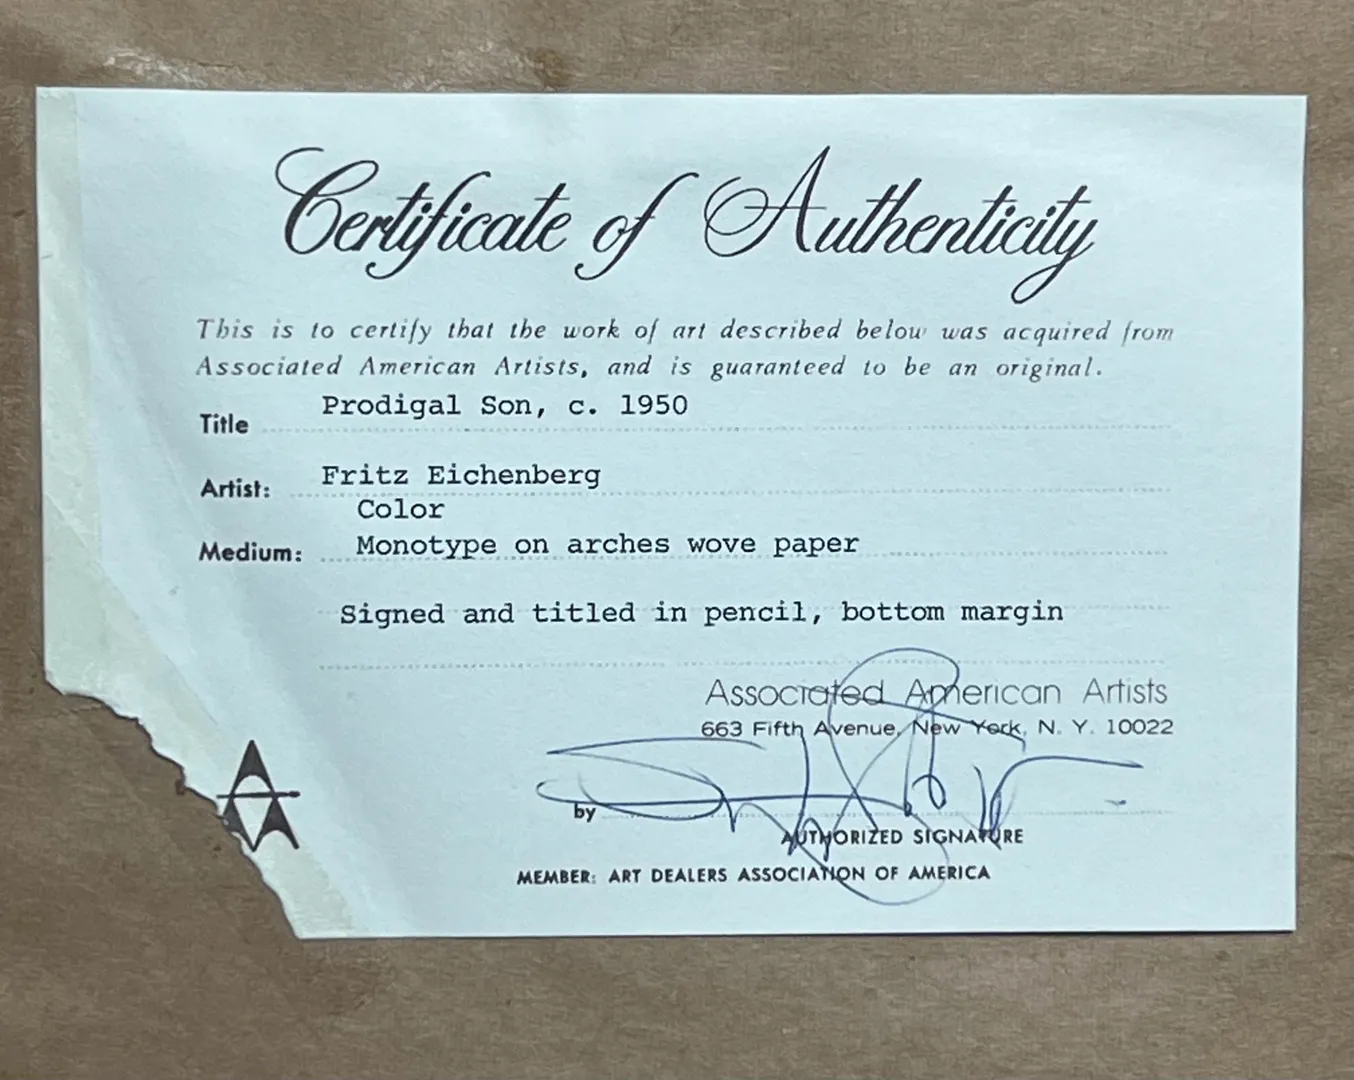 Certificate of Authenticity
This is to certify that the work of art described below was acquired from
Associated American Artists, and is guaranteed to be an original.
Title Prodigal Son, c. 1950
Artist: Fritz Eichenberg
Color
Medium: Monotype on arches wove paper
Signed and titled in pencil, bottom margin
Associated American Artists
663 Fifth Avenue, New York, N. Y. 10022
by
AUTHORIZED SIGNATURE
MEMBER: ART DEALERS ASSOCIATION OF AMERICA